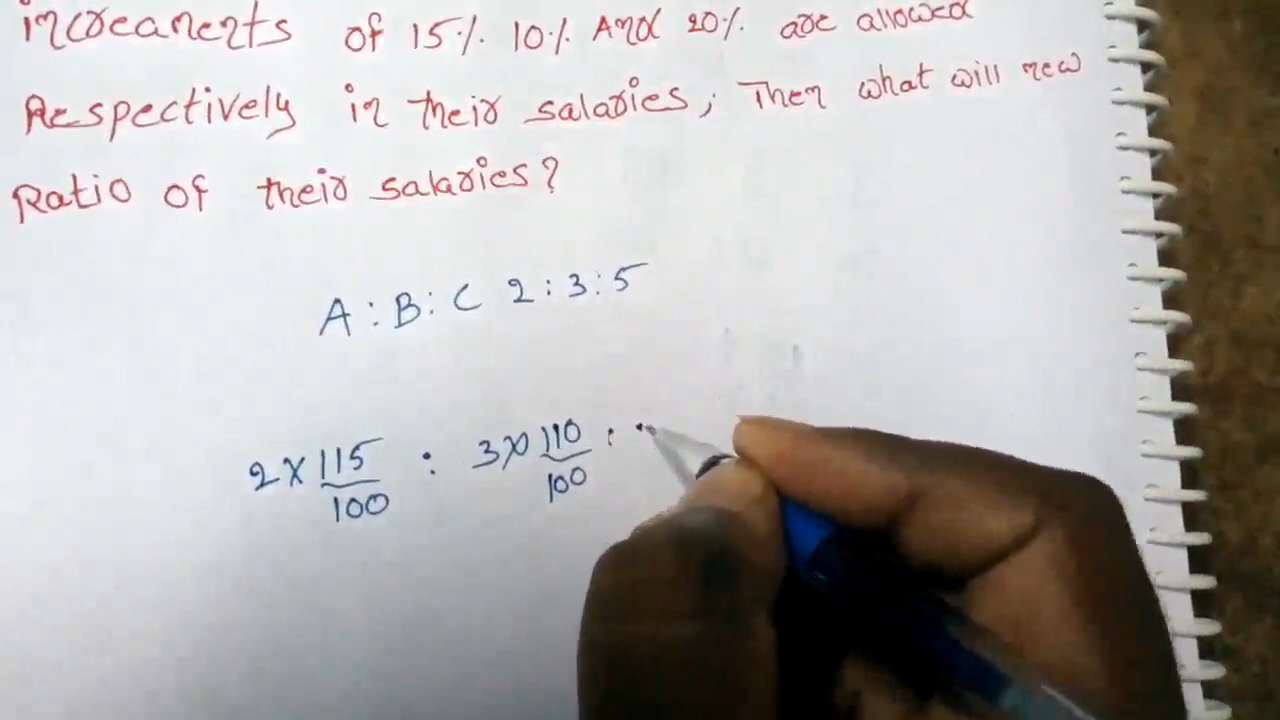 increanents of 15% 10% And 20% are allowed
Respectively in their salaries, Then what will new
Ratio of their salaries?
A : B : C 2 : 3 : 5
2 × 115/100 : 3 × 110/100 :